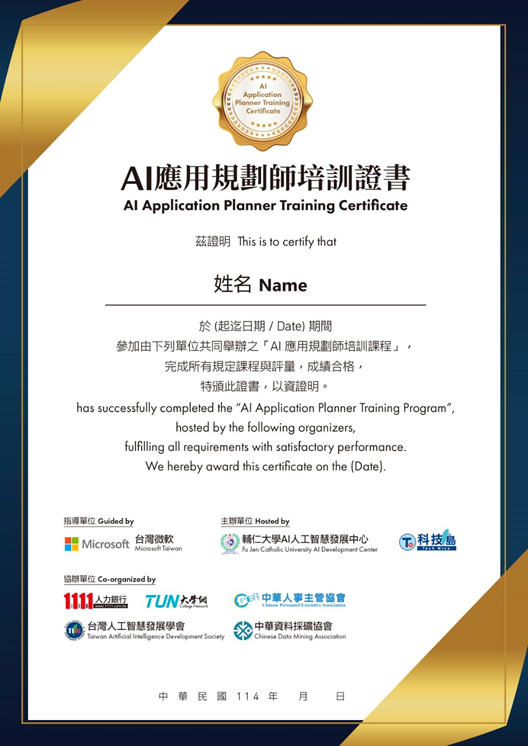 AI
Application
Planner Training
Certificate
AI應用規劃師培訓證書
AI Application Planner Training Certificate
茲證明 This is to certify that
姓名 Name
於 (起迄日期 / Date) 期間
參加由下列單位共同舉辦之「AI 應用規劃師培訓課程」，
完成所有規定課程與評量，成績合格，
特頒此證書，以資證明。
has successfully completed the “AI Application Planner Training Program”,
hosted by the following organizers,
fulfilling all requirements with satisfactory performance.
We hereby award this certificate on the (Date).
指導單位 Guided by
Microsoft 台灣微軟
Microsoft Taiwan
主辦單位 Hosted by
輔仁大學AI人工智慧發展中心
Fu Jen Catholic University AI Development Center
科技島
Tech Nice
協辦單位 Co-organized by
1111人力銀行
www.1111.com.tw
TUN大學網
College Network
中華人事主管協會
Chinese Personnel Executive Association
台灣人工智慧發展學會
Taiwan Artificial Intelligence Development Society
中華資料採礦協會
Chinese Data Mining Association
中華民國 114 年 月 日